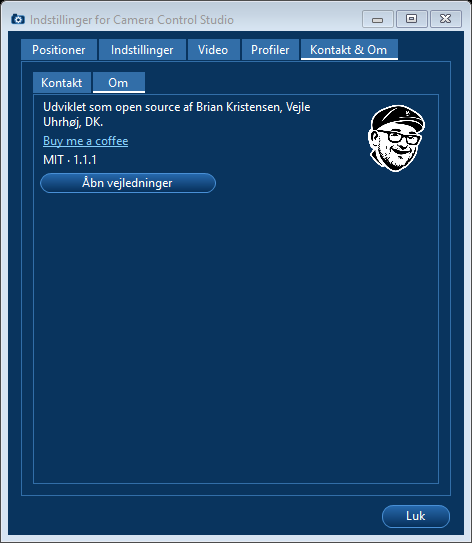 Indstillinger for Camera Control Studio
Positioner Indstillinger Video Profiler Kontakt & Om
Kontakt Om
Udviklet som open source af Brian Kristensen, Vejle
Uhrhøj, DK.
Buy me a coffee
MIT · 1.1.1
Åbn vejledninger
Luk